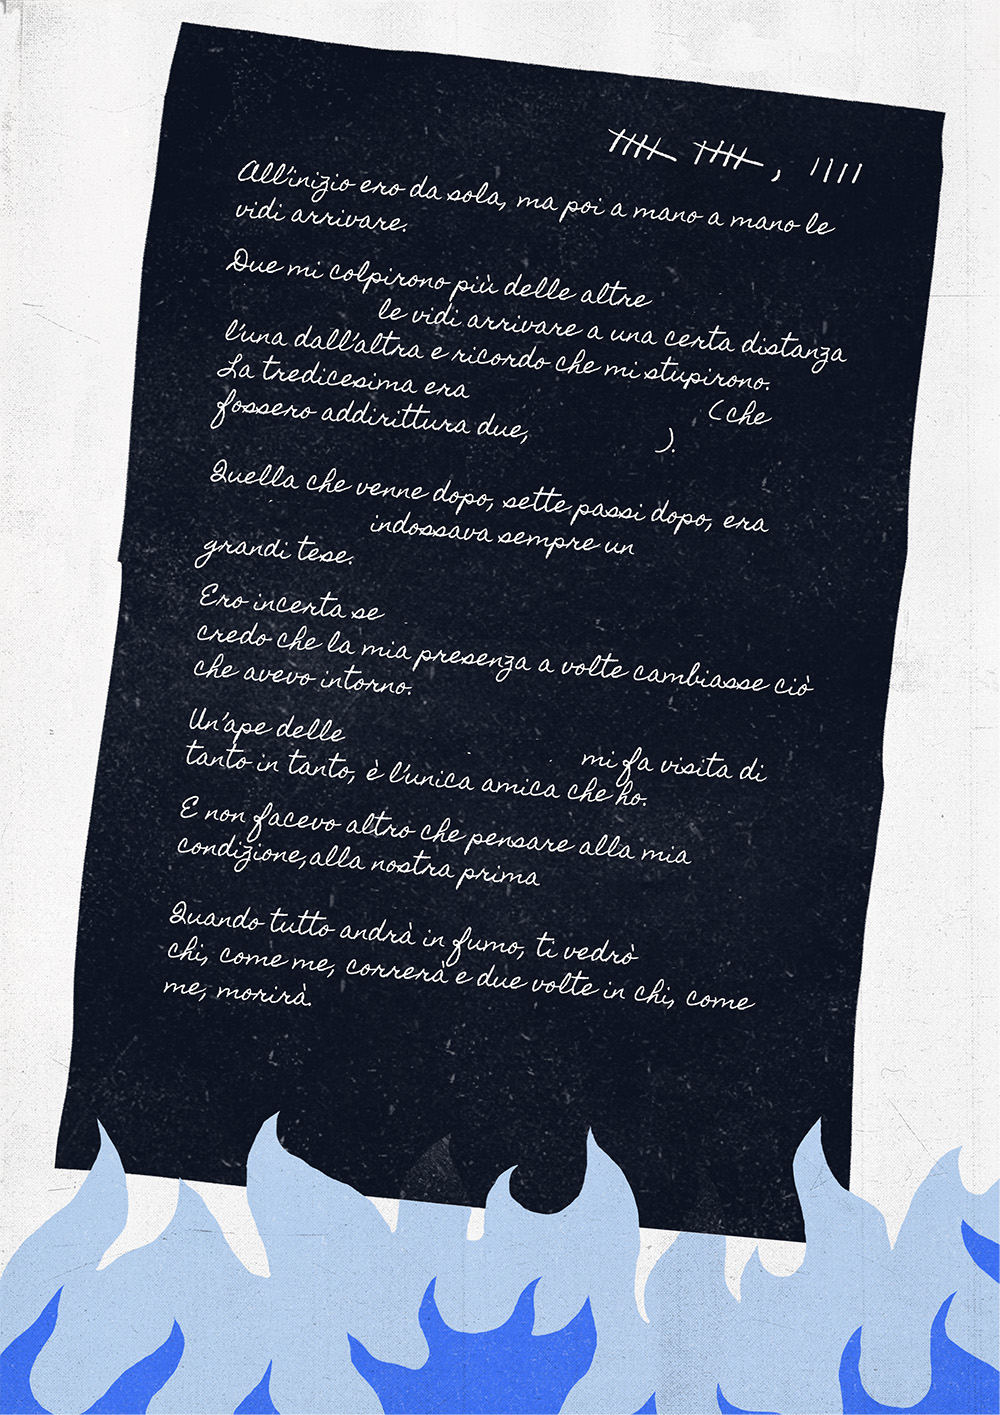 All'inizio ero da sola, ma poi a mano a mano le
vidi arrivare.
Due mi colpirono più delle altre
le vidi arrivare a una certa distanza
l'una dall'altra e ricordo che mi stupirono.
La tredicesima era
(che
fossero addirittura due,
).
Quella che venne dopo, sette passi dopo, era
indossava sempre un
grandi tese.
Ero incerta se
credo che la mia presenza a volte cambiasse ciò
che avevo intorno.
Un'ape delle
mi fa visita di
tanto in tanto, è l'unica amica che ho.
E non facevo altro che pensare alla mia
condizione,alla nostra prima
Quando tutto andrà in fumo, ti vedrò
chi, come me, correrà e due volte in chi, come
me, morirà.